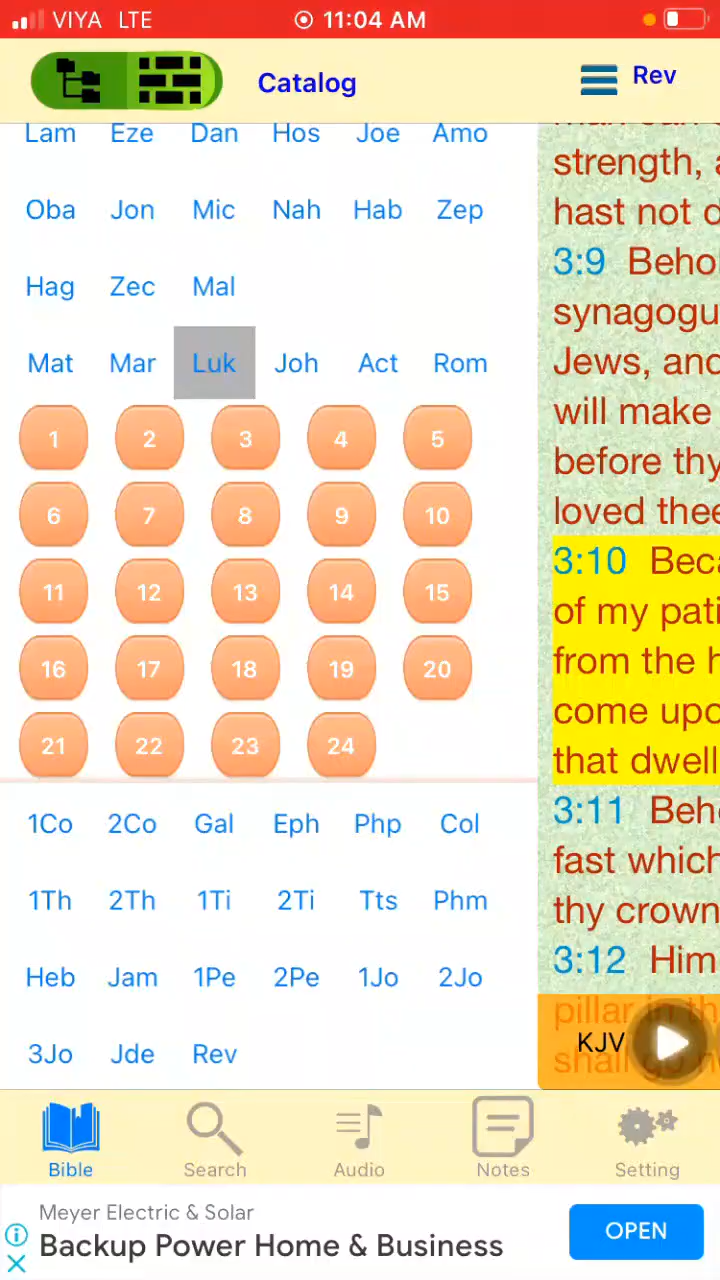 VIYA LTE 11:04 AM
Catalog Rev
Lam Eze Dan Hos Joe Amo
Oba Jon Mic Nah Hab Zep
Hag Zec Mal
Mat Mar Luk Joh Act Rom
1 2 3 4 5
6 7 8 9 10
11 12 13 14 15
16 17 18 19 20
21 22 23 24
1Co 2Co Gal Eph Php Col
1Th 2Th 1Ti 2Ti Tts Phm
Heb Jam 1Pe 2Pe 1Jo 2Jo
3Jo Jde Rev
strength,
hast not
3:9 Beho
synagogu
Jews, and
will make
before thy
loved thee
3:10 Beca
of my pati
from the h
come upo
that dwell
3:11 Beh
fast which
thy crown
3:12 Him
pillar in th
KJV
shall go
Bible Search Audio Notes Setting
Meyer Electric & Solar
Backup Power Home & Business
OPEN